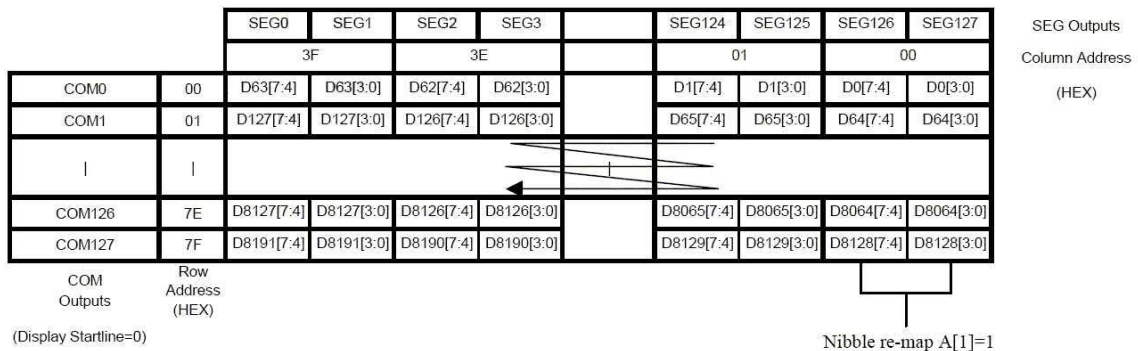 SEG0 SEG1 SEG2 SEG3 SEG124 SEG125 SEG126 SEG127 SEG Outputs
3F 3E 01 00 Column Address
(HEX)
COM0 00 D63[7:4] D63[3:0] D62[7:4] D62[3:0] D1[7:4] D1[3:0] D0[7:4] D0[3:0]
COM1 01 D127[7:4] D127[3:0] D126[7:4] D126[3:0] D65[7:4] D65[3:0] D64[7:4] D64[3:0]
| | |
COM126 7E D8127[7:4] D8127[3:0] D8126[7:4] D8126[3:0] D8065[7:4] D8065[3:0] D8064[7:4] D8064[3:0]
COM127 7F D8191[7:4] D8191[3:0] D8190[7:4] D8190[3:0] D8129[7:4] D8129[3:0] D8128[7:4] D8128[3:0]
COM
Outputs
Row
Address
(HEX)
(Display Startline=0)
Nibble re-map A[1]=1